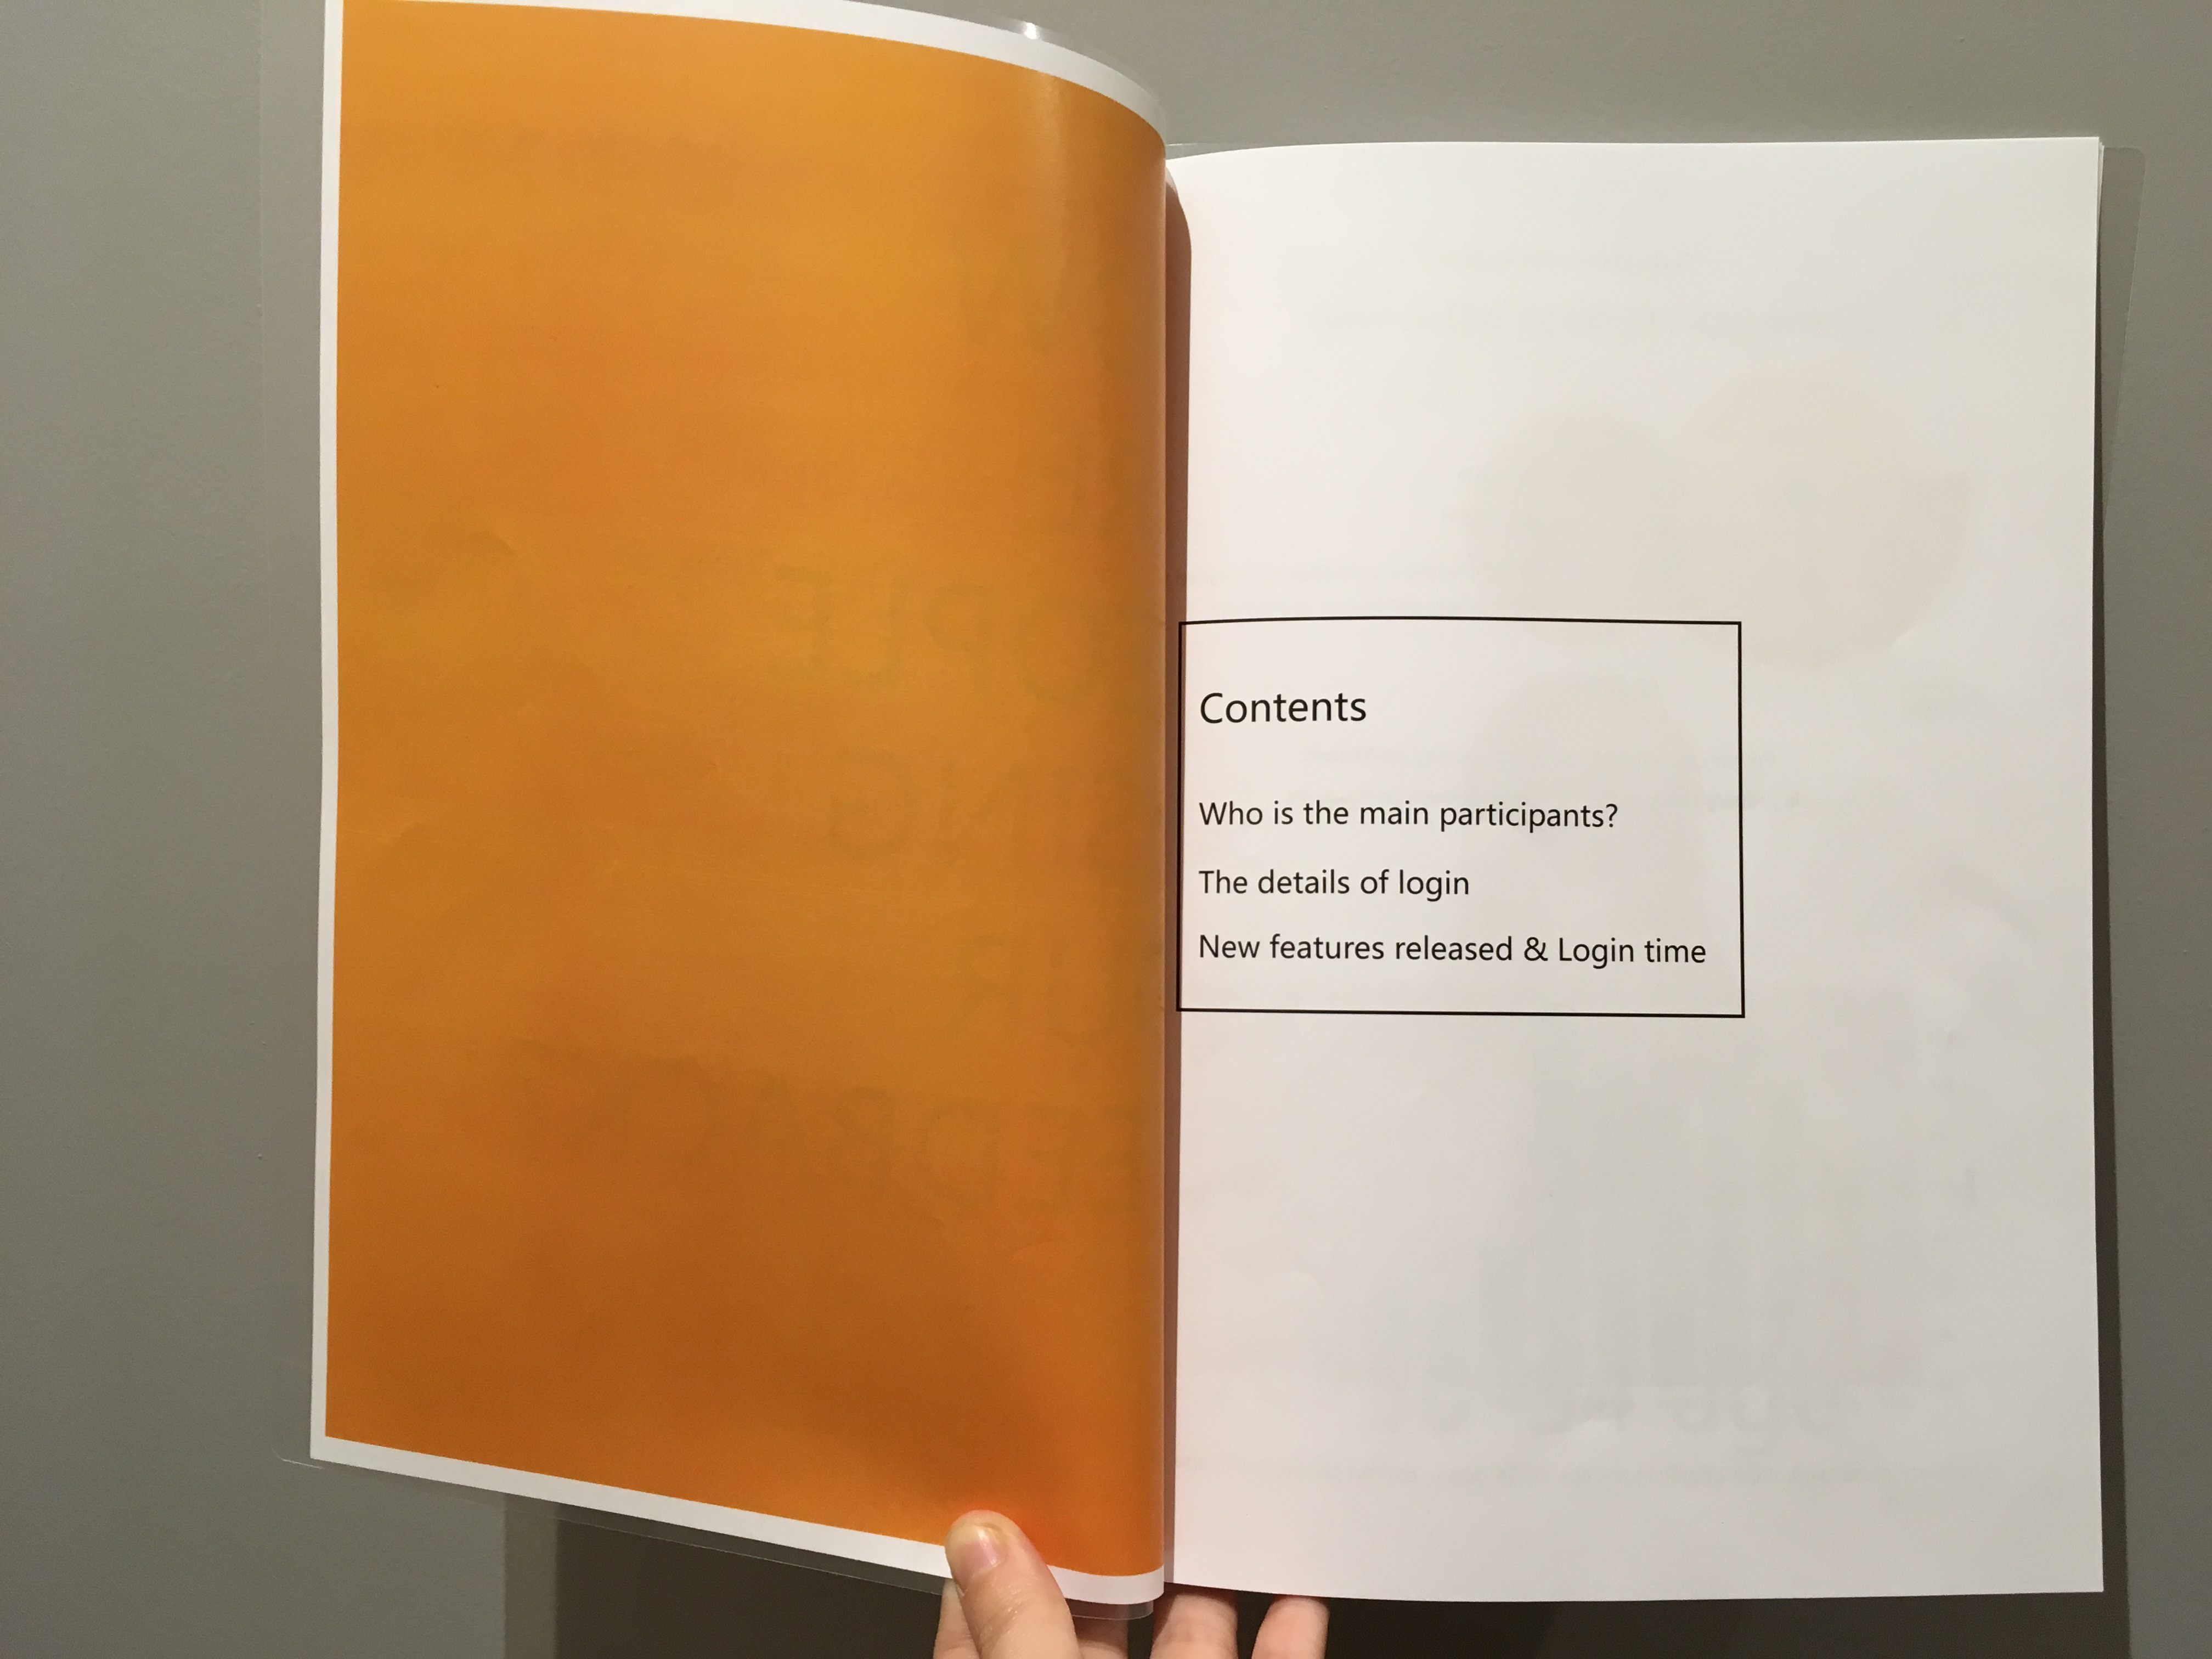 Contents
Who is the main participants?
The details of login
New features released & Login time